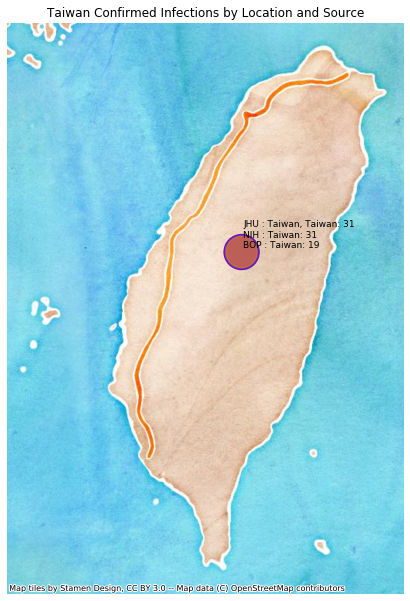 Taiwan Confirmed Infections by Location and Source
JHU : Taiwan, Taiwan: 31
NIH : Taiwan: 31
BOP : Taiwan: 19
Map tiles by Stamen Design, CC BY 3.0 -- Map data (C) OpenStreetMap contributors